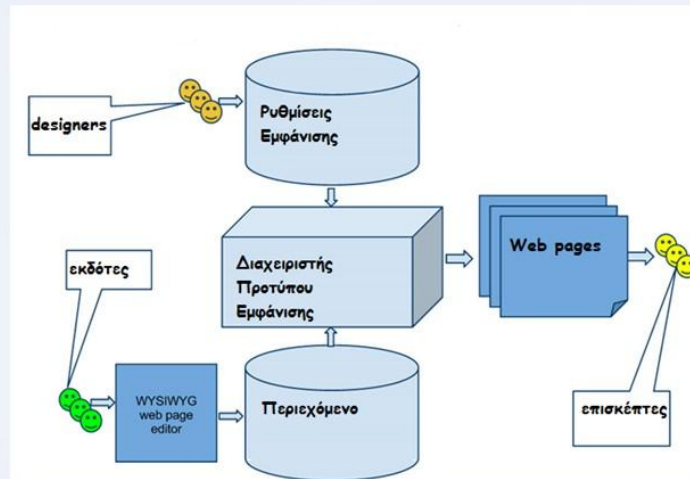 designers
Ρυθμίσεις
Εμφάνισης
εκδότες
Διαχειριστής
Προτύπου
Εμφάνισης
Web pages
WYSIWYG
web page
editor
Περιεχόμενο
επισκέπτες